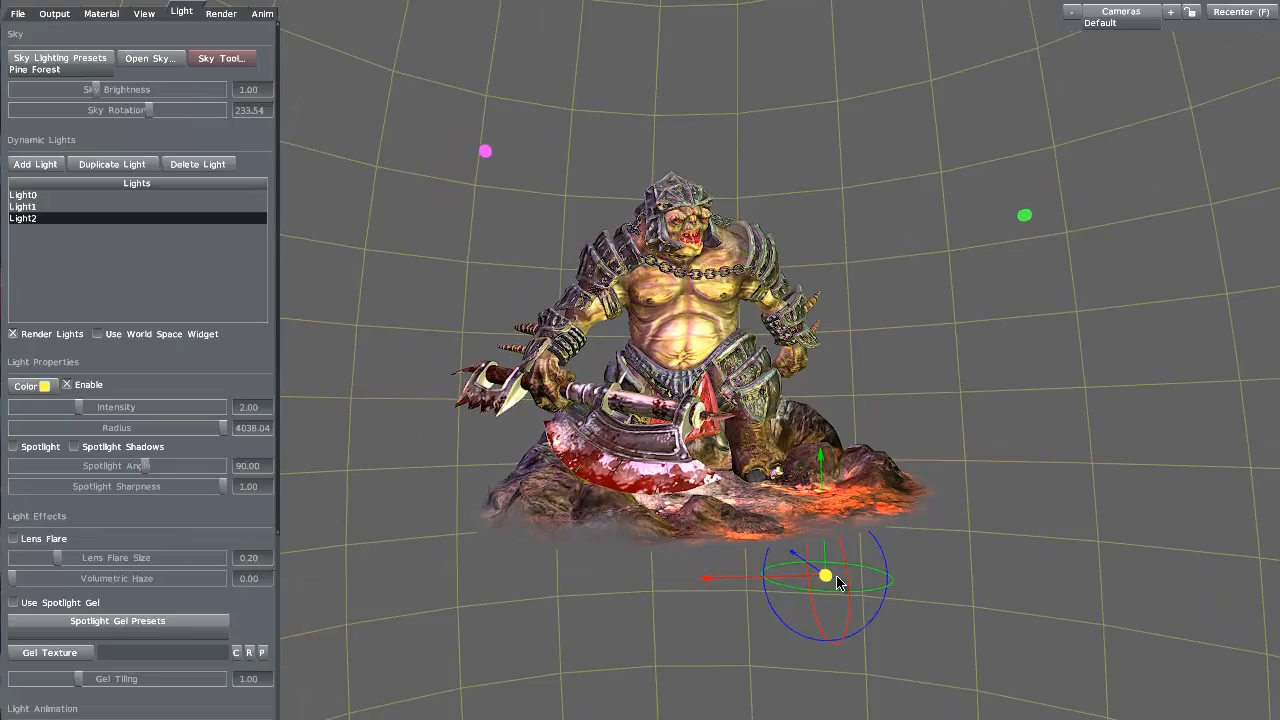 File Output Material View Light Render Anim
- Cameras + Recenter (F)
Default
Sky
Sky Lighting Presets Open Sky... Sky Tool...
Pine Forest
Sky Brightness 1.00
Sky Rotation 233.54
Dynamic Lights
Add Light Duplicate Light Delete Light
Lights
Light0
Light1
Light2
Render Lights Use World Space Widget
Light Properties
Color Enable
Intensity 2.00
Radius 4038.04
Spotlight Spotlight Shadows
Spotlight Angle 90.00
Spotlight Sharpness 1.00
Light Effects
Lens Flare
Lens Flare Size 0.20
Volumetric Haze 0.00
Use Spotlight Gel
Spotlight Gel Presets
Gel Texture C R P
Gel Tiling 1.00
Light Animation